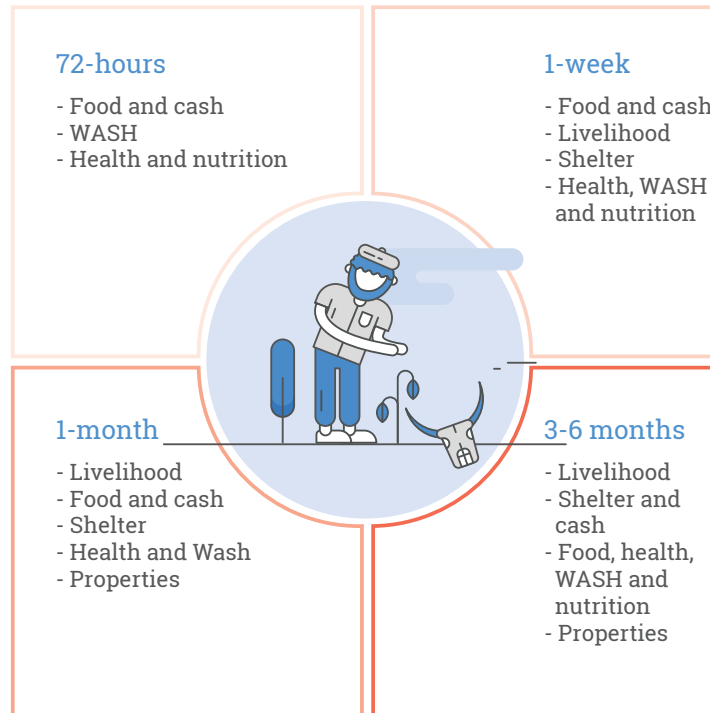 72-hours
- Food and cash
- WASH
- Health and nutrition
1-week
- Food and cash
- Livelihood
- Shelter
- Health, WASH
and nutrition
1-month
- Livelihood
- Food and cash
- Shelter
- Health and Wash
- Properties
3-6 months
- Livelihood
- Shelter and
cash
- Food, health,
WASH and
nutrition
- Properties